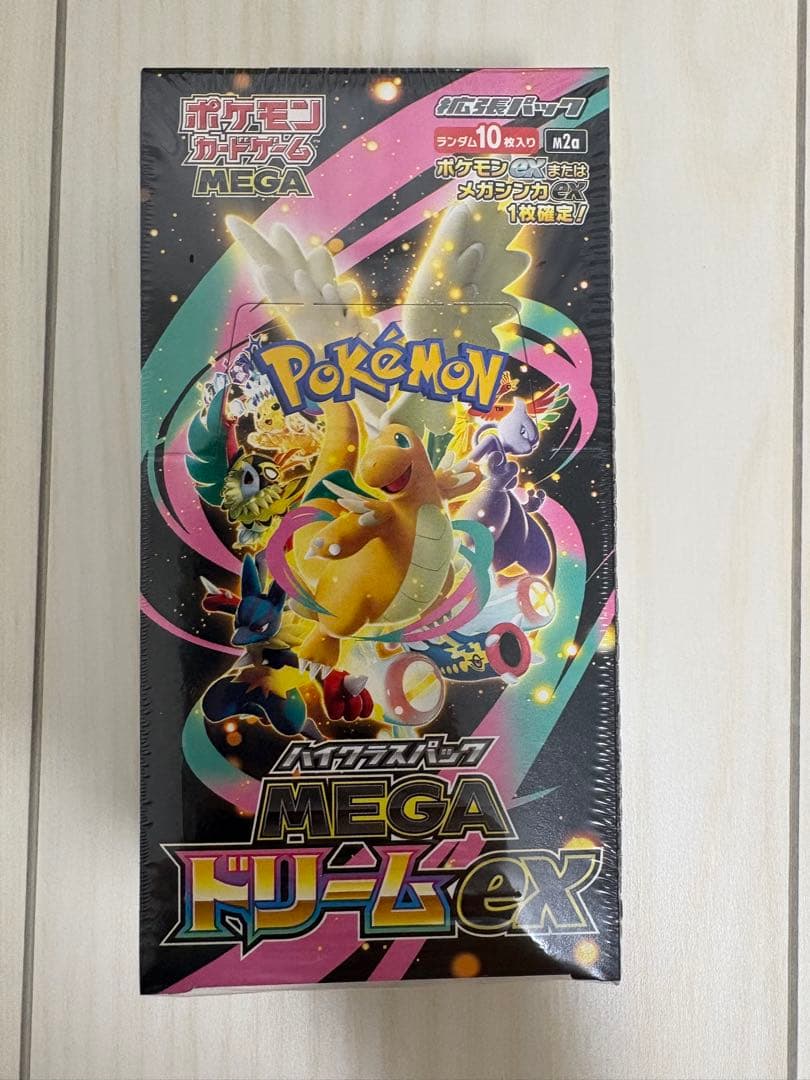 ポケモン
カードゲーム
MEGA
拡張パック
ランダム10枚入り M2a
ポケモンexまたは
メガシンカex
1枚確定!
POKÉMON
TM
ハイクラスパック
MEGA
ドリームex